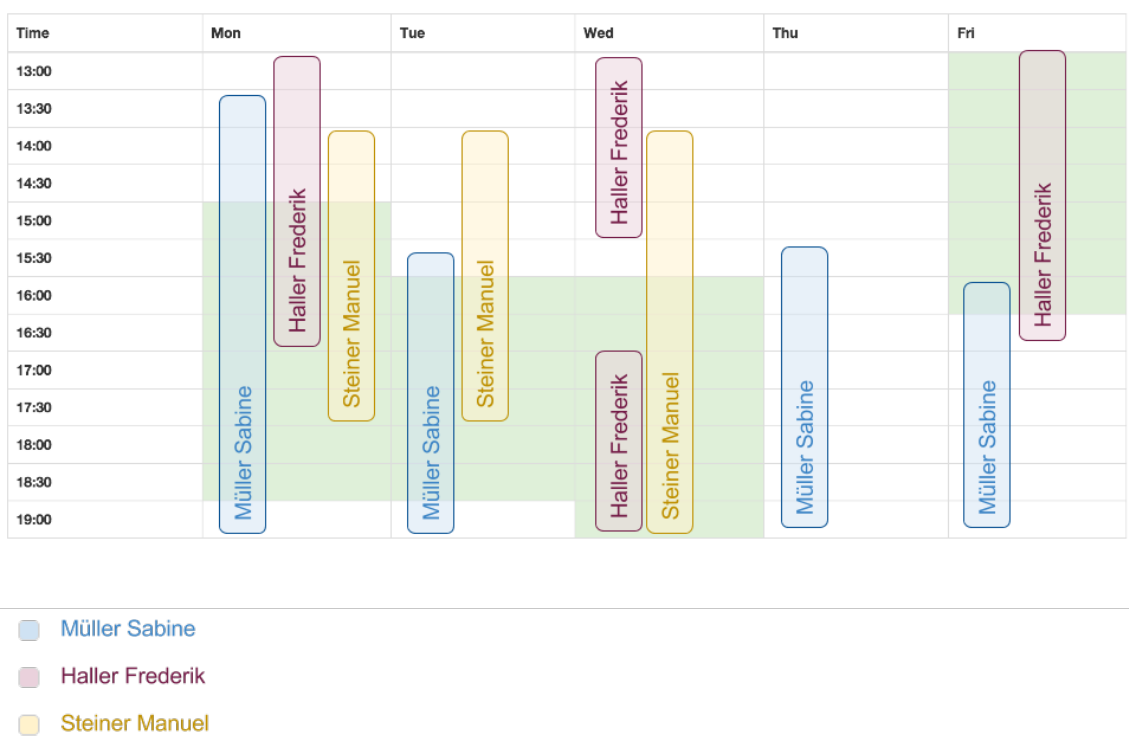 Time Mon Tue Wed Thu Fri
13:00
13:30
14:00
14:30
15:00
15:30
16:00
16:30
17:00
17:30
18:00
18:30
19:00
Müller Sabine
Haller Frederik
Steiner Manuel
Müller Sabine
Steiner Manuel
Haller Frederik
Haller Frederik
Steiner Manuel
Müller Sabine
Müller Sabine
Haller Frederik
Müller Sabine
Haller Frederik
Steiner Manuel